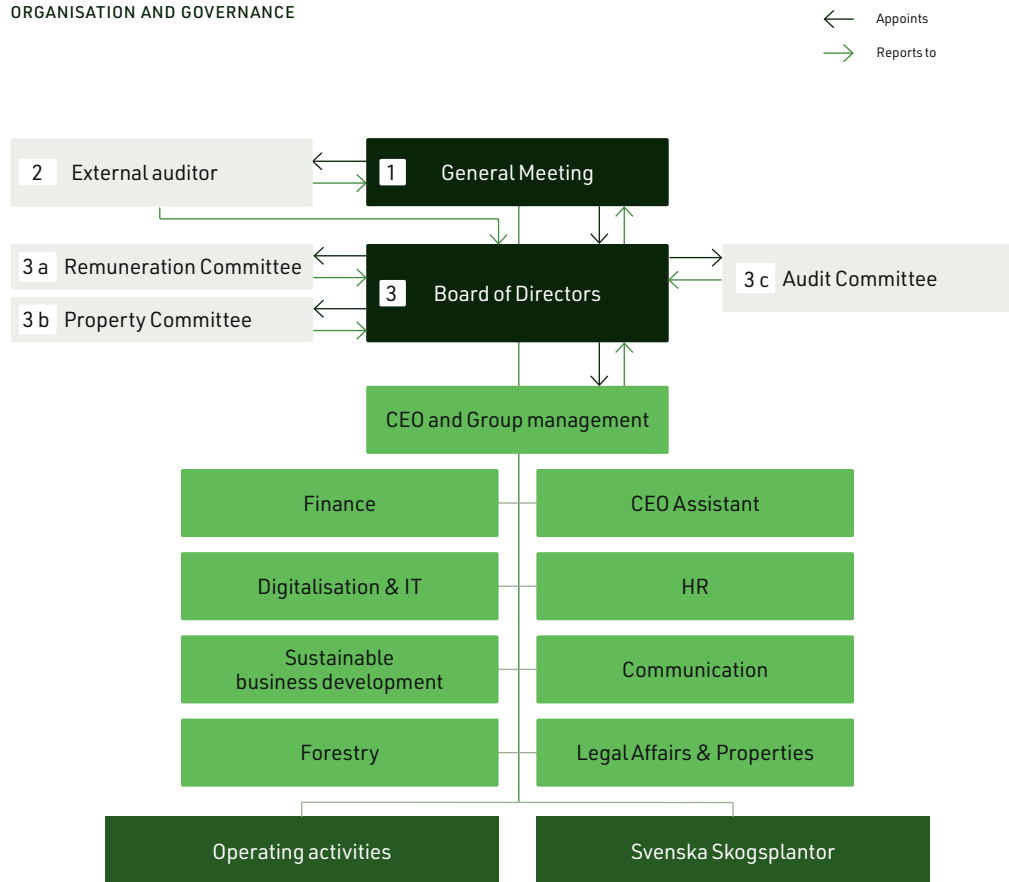 ORGANISATION AND GOVERNANCE
Appoints
Reports to
2 External auditor
1 General Meeting
3 a Remuneration Committee
3 b Property Committee
3 Board of Directors
3 c Audit Committee
CEO and Group management
Finance
CEO Assistant
Digitalisation & IT
HR
Sustainable
business development
Communication
Forestry
Legal Affairs & Properties
Operating activities
Svenska Skogsplantor